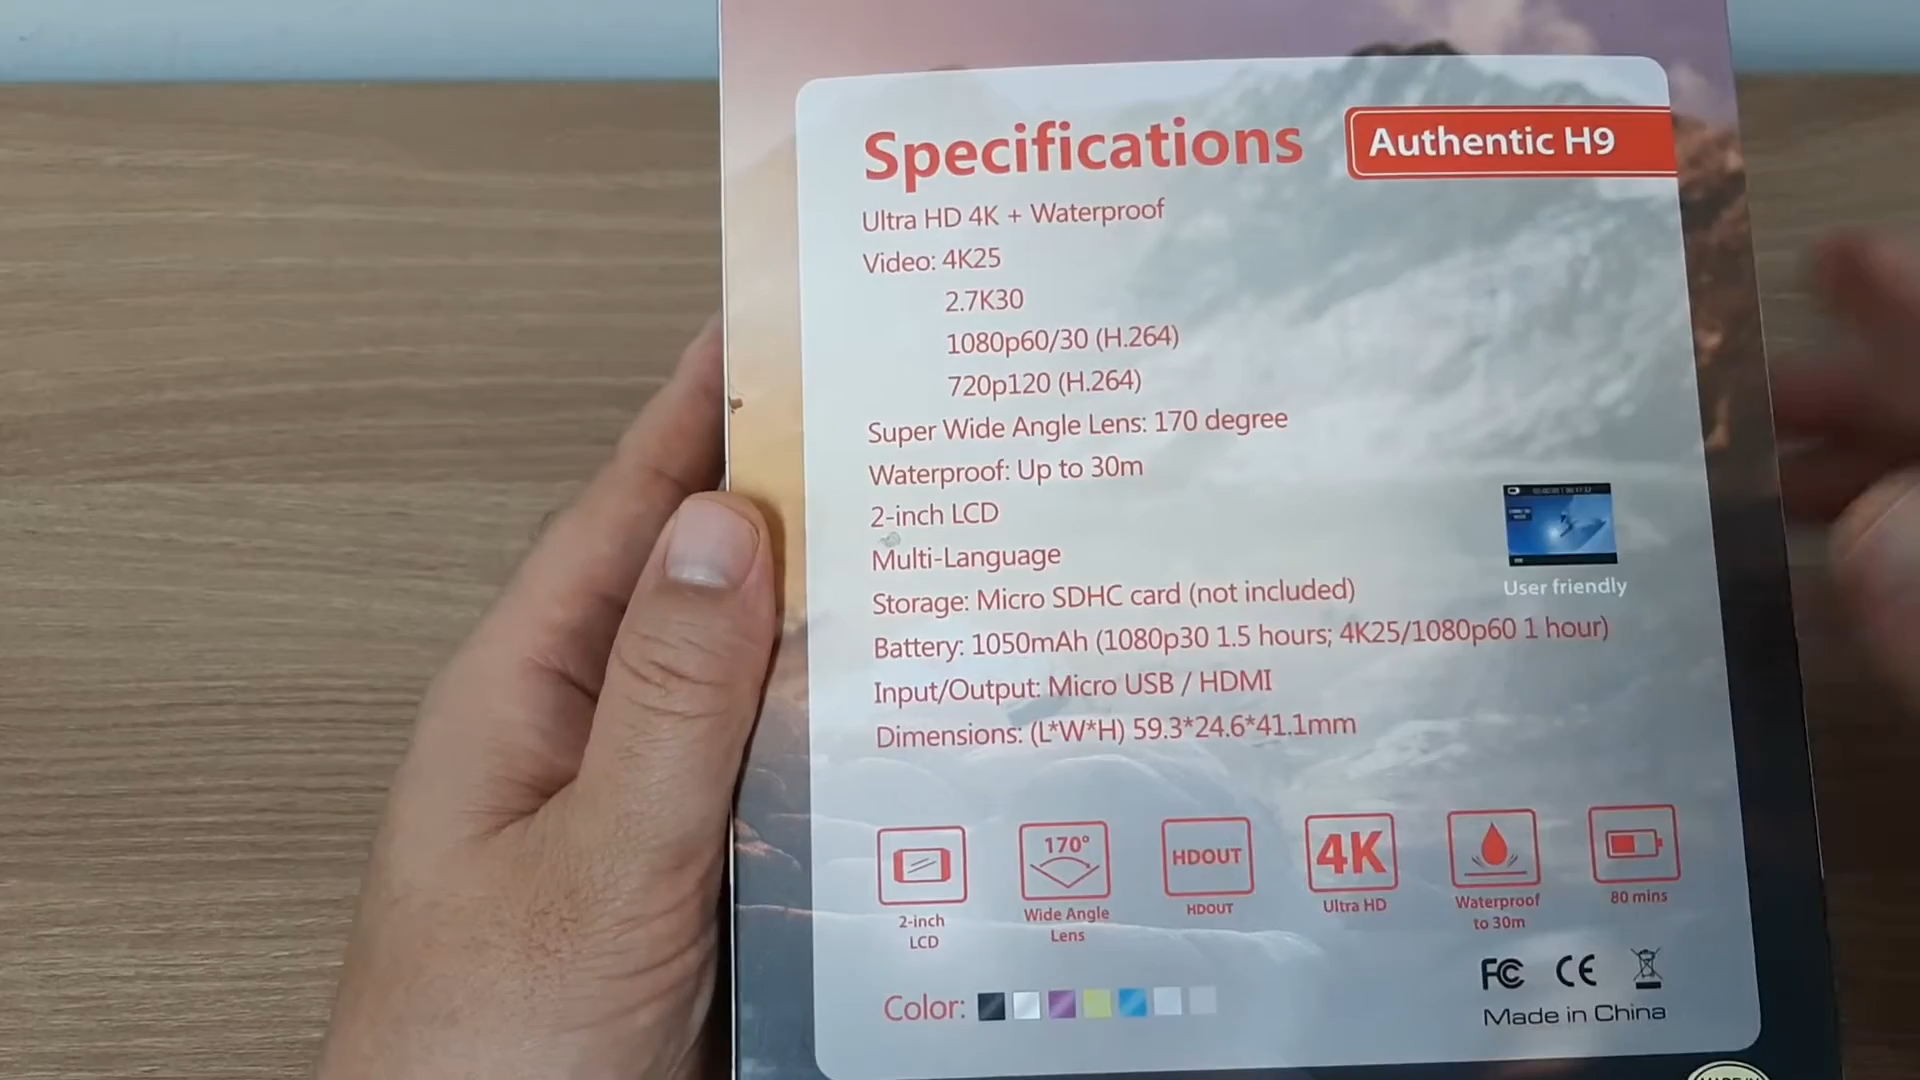 Specifications
Authentic H9
Ultra HD 4K + Waterproof
Video: 4K25
2.7K30
1080p60/30 (H.264)
720p120 (H.264)
Super Wide Angle Lens: 170 degree
Waterproof: Up to 30m
2-inch LCD
Multi-Language
User friendly
Storage: Micro SDHC card (not included)
Battery: 1050mAh (1080p30 1.5 hours; 4K25/1080p60 1 hour)
Input/Output: Micro USB / HDMI
Dimensions: (L*W*H) 59.3*24.6*41.1mm
170°
HDOUT
4K
2-inch
LCD
Wide Angle
Lens
HDOUT
Ultra HD
Waterproof
to 30m
80 mins
FC CE
Color:
Made in China